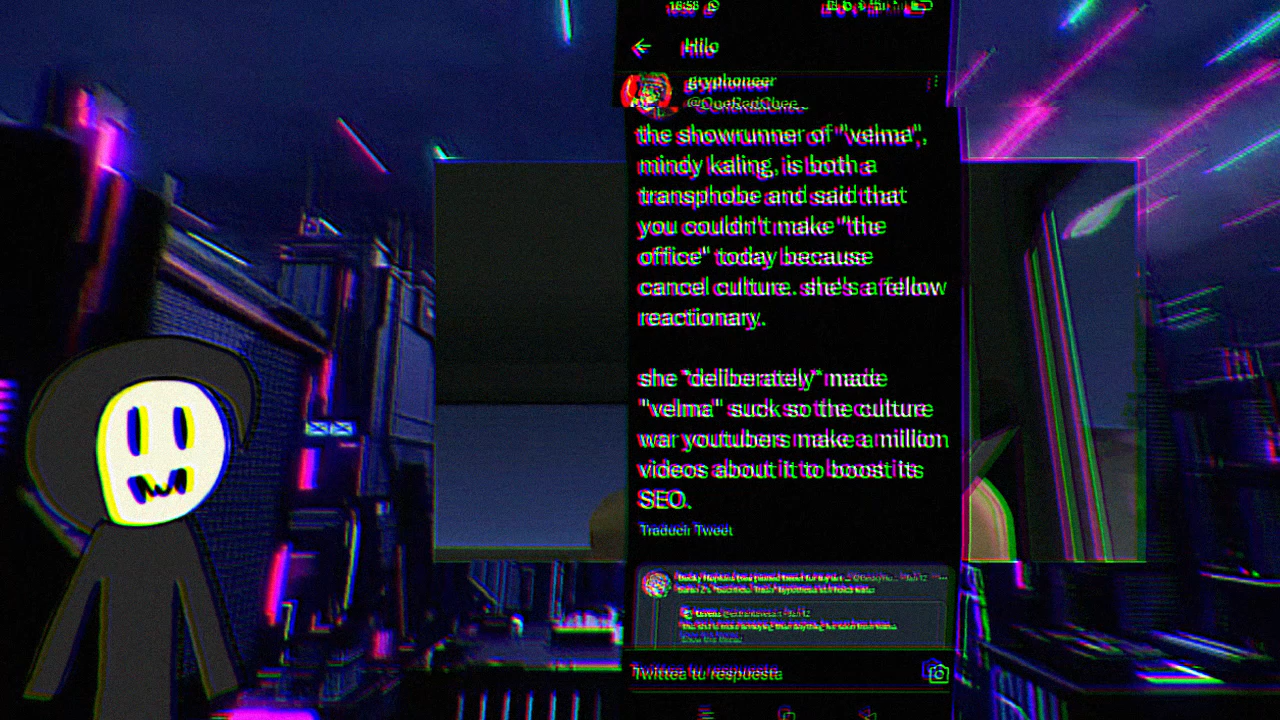 18:58
Hilo
gryphoneer
the showrunner of "velma",
mindy kaling, is both a
transphobe and said that
you couldn't make "the
office" today because
cancel culture. she's a fellow
reactionary.
she *deliberately* made
"velma" suck so the culture
war youtubers make a million
videos about it to boost its
SEO.
Traducir Tweet
Twittea tu respuesta